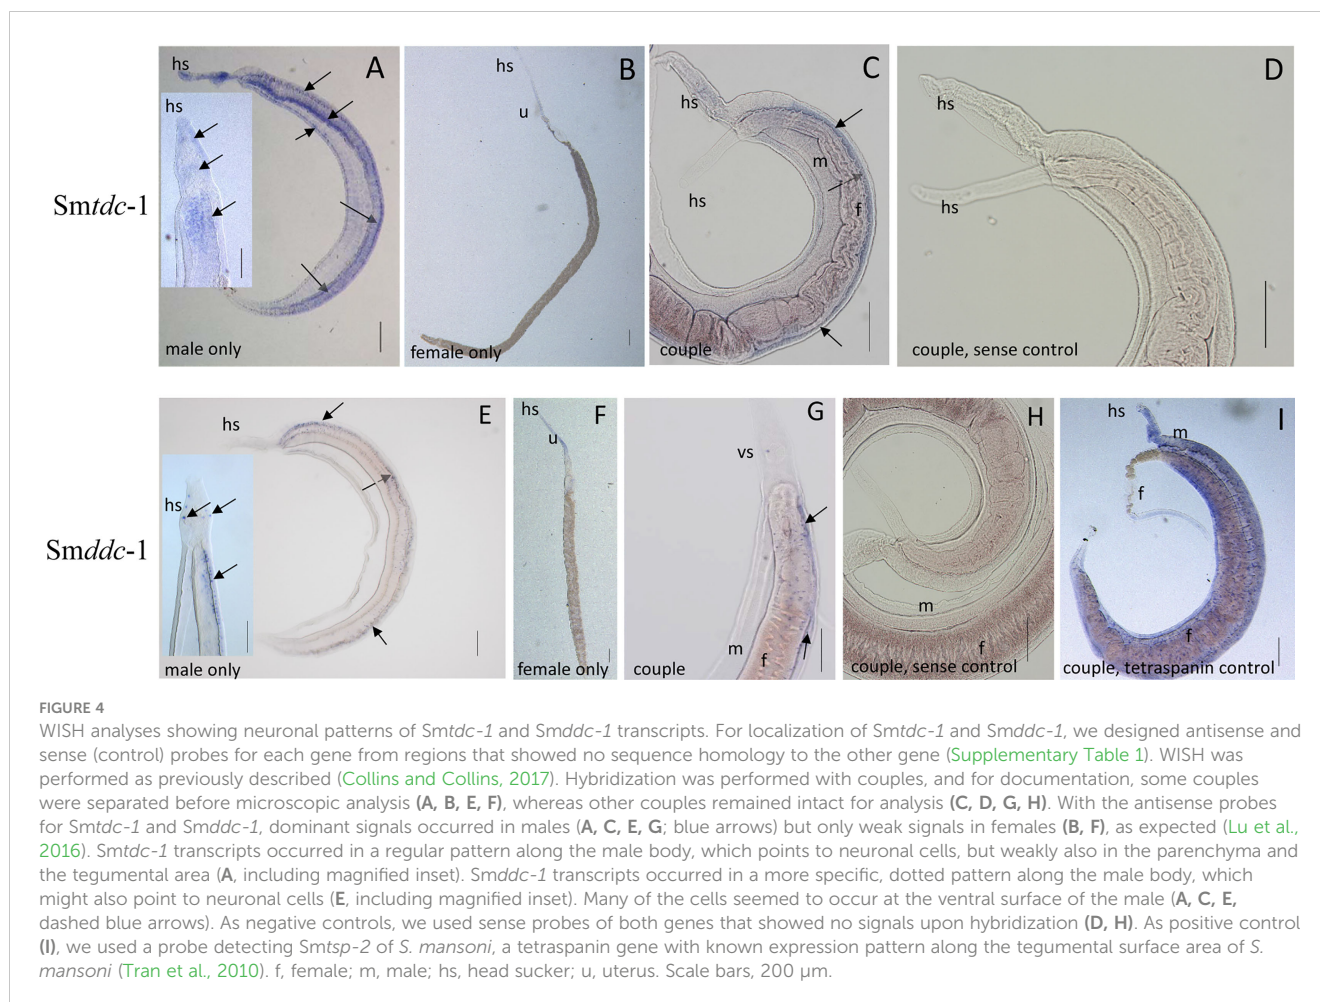 Smtdc-1
hs
A
hs
male only
hs
B
u
female only
C
hs
m
hs
f
couple
D
hs
hs
couple, sense control
Smddc-1
hs
E
hs
male only
hs
F
u
female only
G
vs
m
f
couple
H
m
f
couple, sense control
hs
I
m
f
f
couple, tetraspanin control
FIGURE 4
WISH analyses showing neuronal patterns of Smtdc-1 and Smddc-1 transcripts. For localization of Smtdc-1 and Smddc-1, we designed antisense and
sense (control) probes for each gene from regions that showed no sequence homology to the other gene (Supplementary Table 1). WISH was
performed as previously described (Collins and Collins, 2017). Hybridization was performed with couples, and for documentation, some couples
were separated before microscopic analysis (A, B, E, F), whereas other couples remained intact for analysis (C, D, G, H). With the antisense probes
for Smtdc-1 and Smddc-1, dominant signals occurred in males (A, C, E, G; blue arrows) but only weak signals in females (B, F), as expected (Lu et al.,
2016). Smtdc-1 transcripts occurred in a regular pattern along the male body, which points to neuronal cells, but weakly also in the parenchyma and
the tegumental area (A, including magnified inset). Smddc-1 transcripts occurred in a more specific, dotted pattern along the male body, which
might also point to neuronal cells (E, including magnified inset). Many of the cells seemed to occur at the ventral surface of the male (A, C, E,
dashed blue arrows). As negative controls, we used sense probes of both genes that showed no signals upon hybridization (D, H). As positive control
(I), we used a probe detecting Smtsp-2 of S. mansoni, a tetraspanin gene with known expression pattern along the tegumental surface area of S.
mansoni (Tran et al., 2010). f, female; m, male; hs, head sucker; u, uterus. Scale bars, 200 µm.